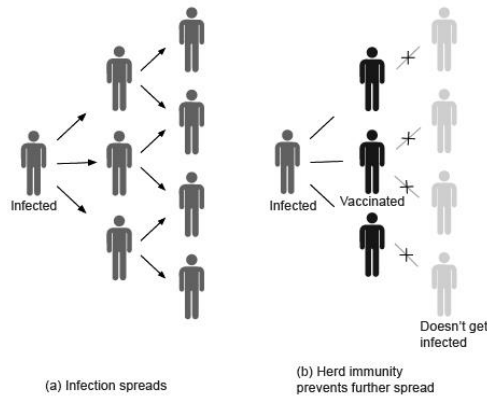 Infected
Infected
Vaccinated
Doesn't get
infected
(a) Infection spreads
(b) Herd immunity
prevents further spread